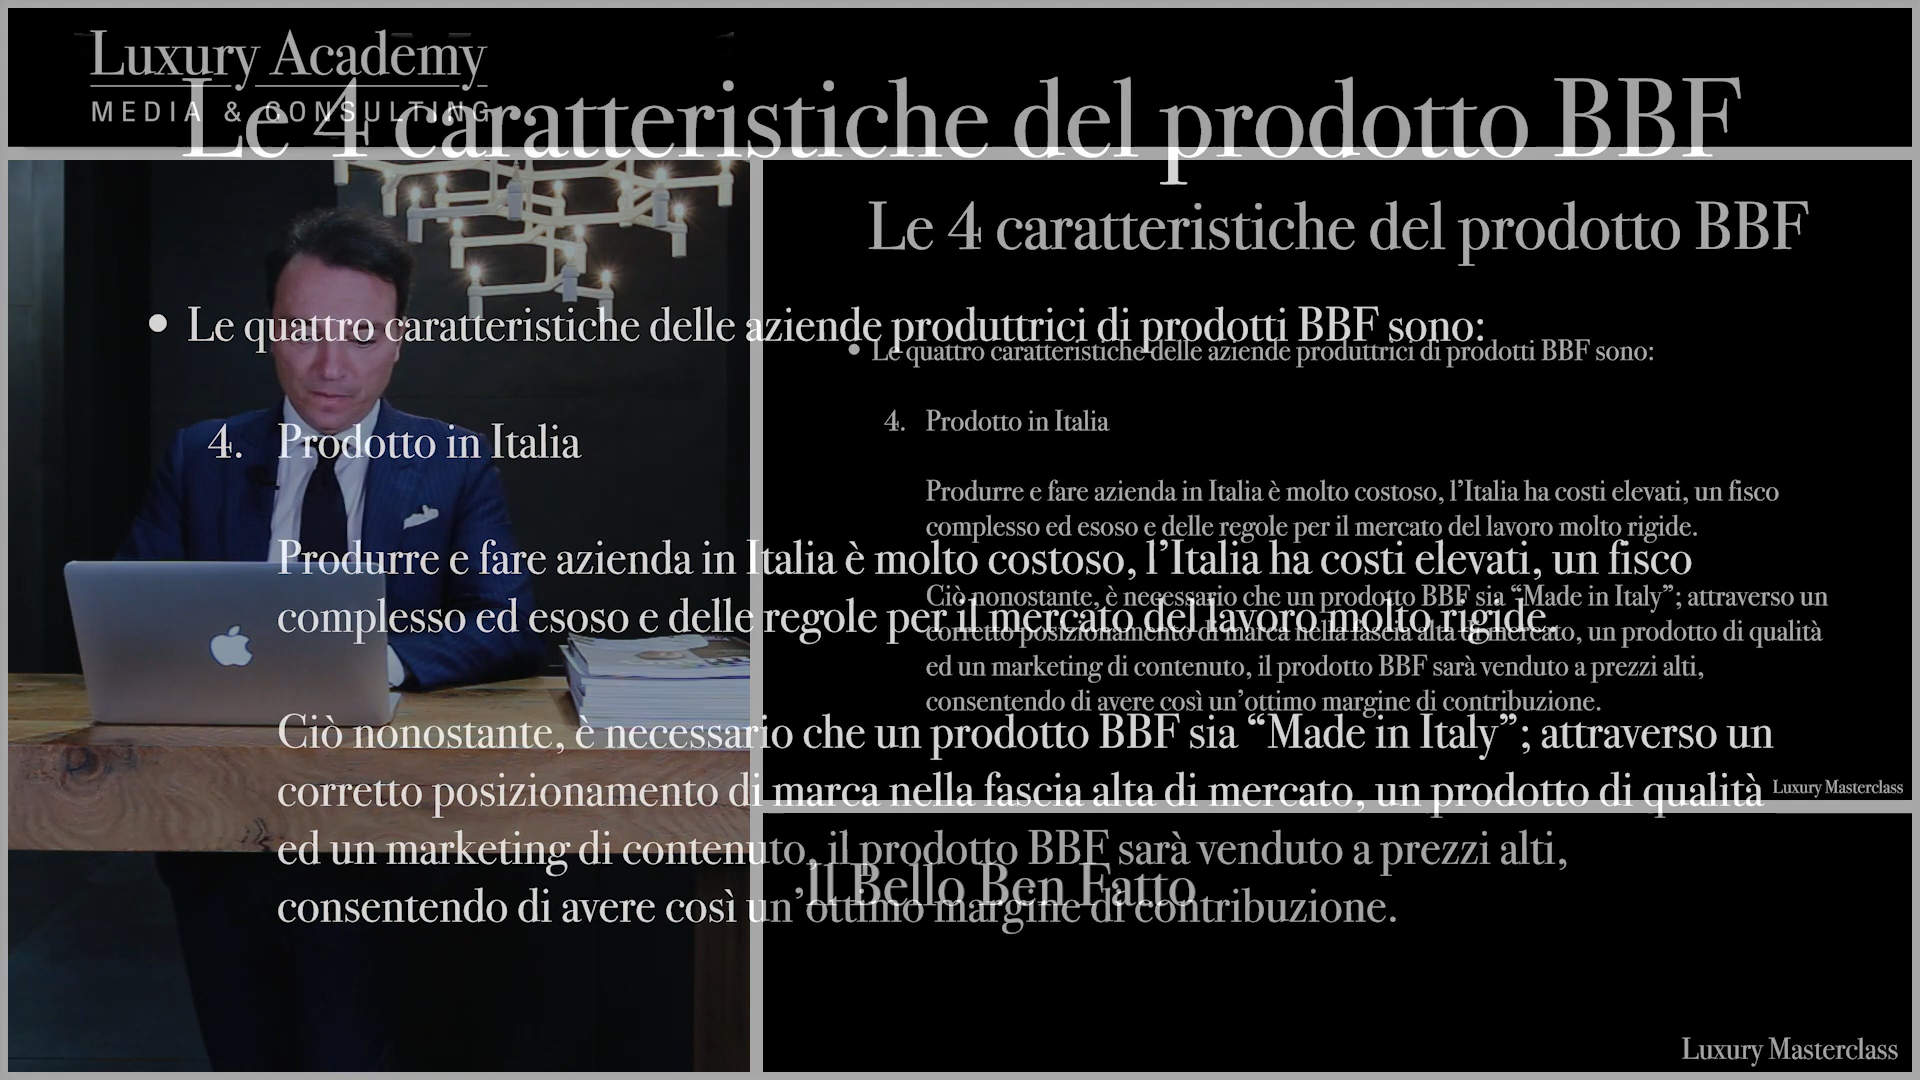 Luxury Academy
MEDIA & CONSULTING
Le 4 caratteristiche del prodotto BBF
Le quattro caratteristiche delle aziende produttrici di prodotti BBF sono:
4. Prodotto in Italia
Produrre e fare azienda in Italia è molto costoso, l’Italia ha costi elevati, un fisco
complesso ed esoso e delle regole per il mercato del lavoro molto rigide.
Ciò nonostante, è necessario che un prodotto BBF sia “Made in Italy”; attraverso un
corretto posizionamento di marca nella fascia alta di mercato, un prodotto di qualità
ed un marketing di contenuto, il prodotto BBF sarà venduto a prezzi alti,
consentendo di avere così un’ottimo margine di contribuzione.
Le 4 caratteristiche del prodotto BBF
Le quattro caratteristiche delle aziende produttrici di prodotti BBF sono:
4. Prodotto in Italia
Produrre e fare azienda in Italia è molto costoso, l’Italia ha costi elevati, un fisco
complesso ed esoso e delle regole per il mercato del lavoro molto rigide.
Ciò nonostante, è necessario che un prodotto BBF sia “Made in Italy”; attraverso un
corretto posizionamento di marca nella fascia alta di mercato, un prodotto di qualità
ed un marketing di contenuto, il prodotto BBF sarà venduto a prezzi alti,
consentendo di avere così un’ottimo margine di contribuzione.
Luxury Masterclass
Il Bello Ben Fatto
Luxury Masterclass